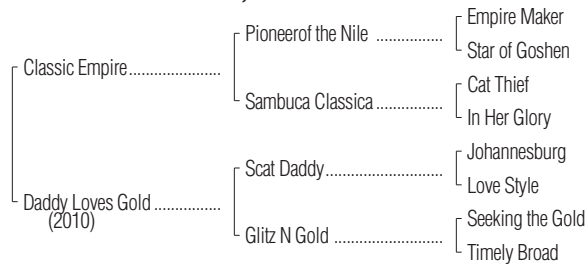 Empire Maker
Pioneerof the Nile ................
Star of Goshen
Classic Empire.....................
Cat Thief
Sambuca Classica................
In Her Glory
Johannesburg
Scat Daddy............................
Love Style
Daddy Loves Gold ................
(2010)
Seeking the Gold
Glitz N Gold ..........................
Timely Broad